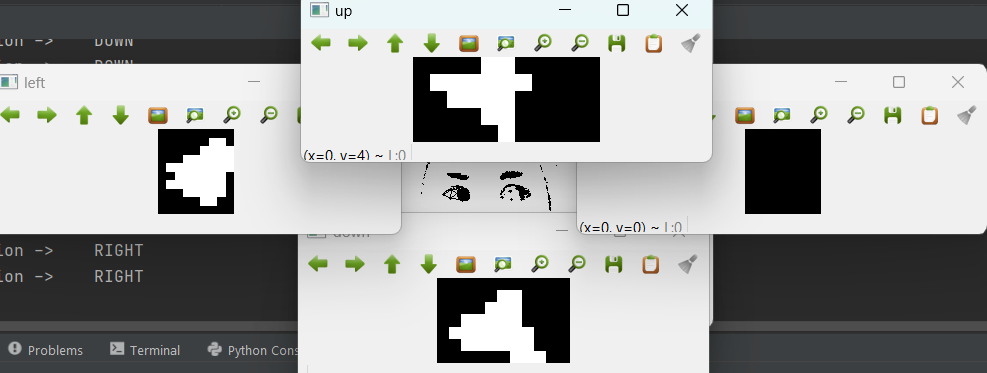 up
ion -> DOWN
ion -> DOWN
left
(x=0, y=4) ~ L:0
(x=0, y=0) ~ L:0
down
ion -> RIGHT
ion -> RIGHT
Problems Terminal Python Cons